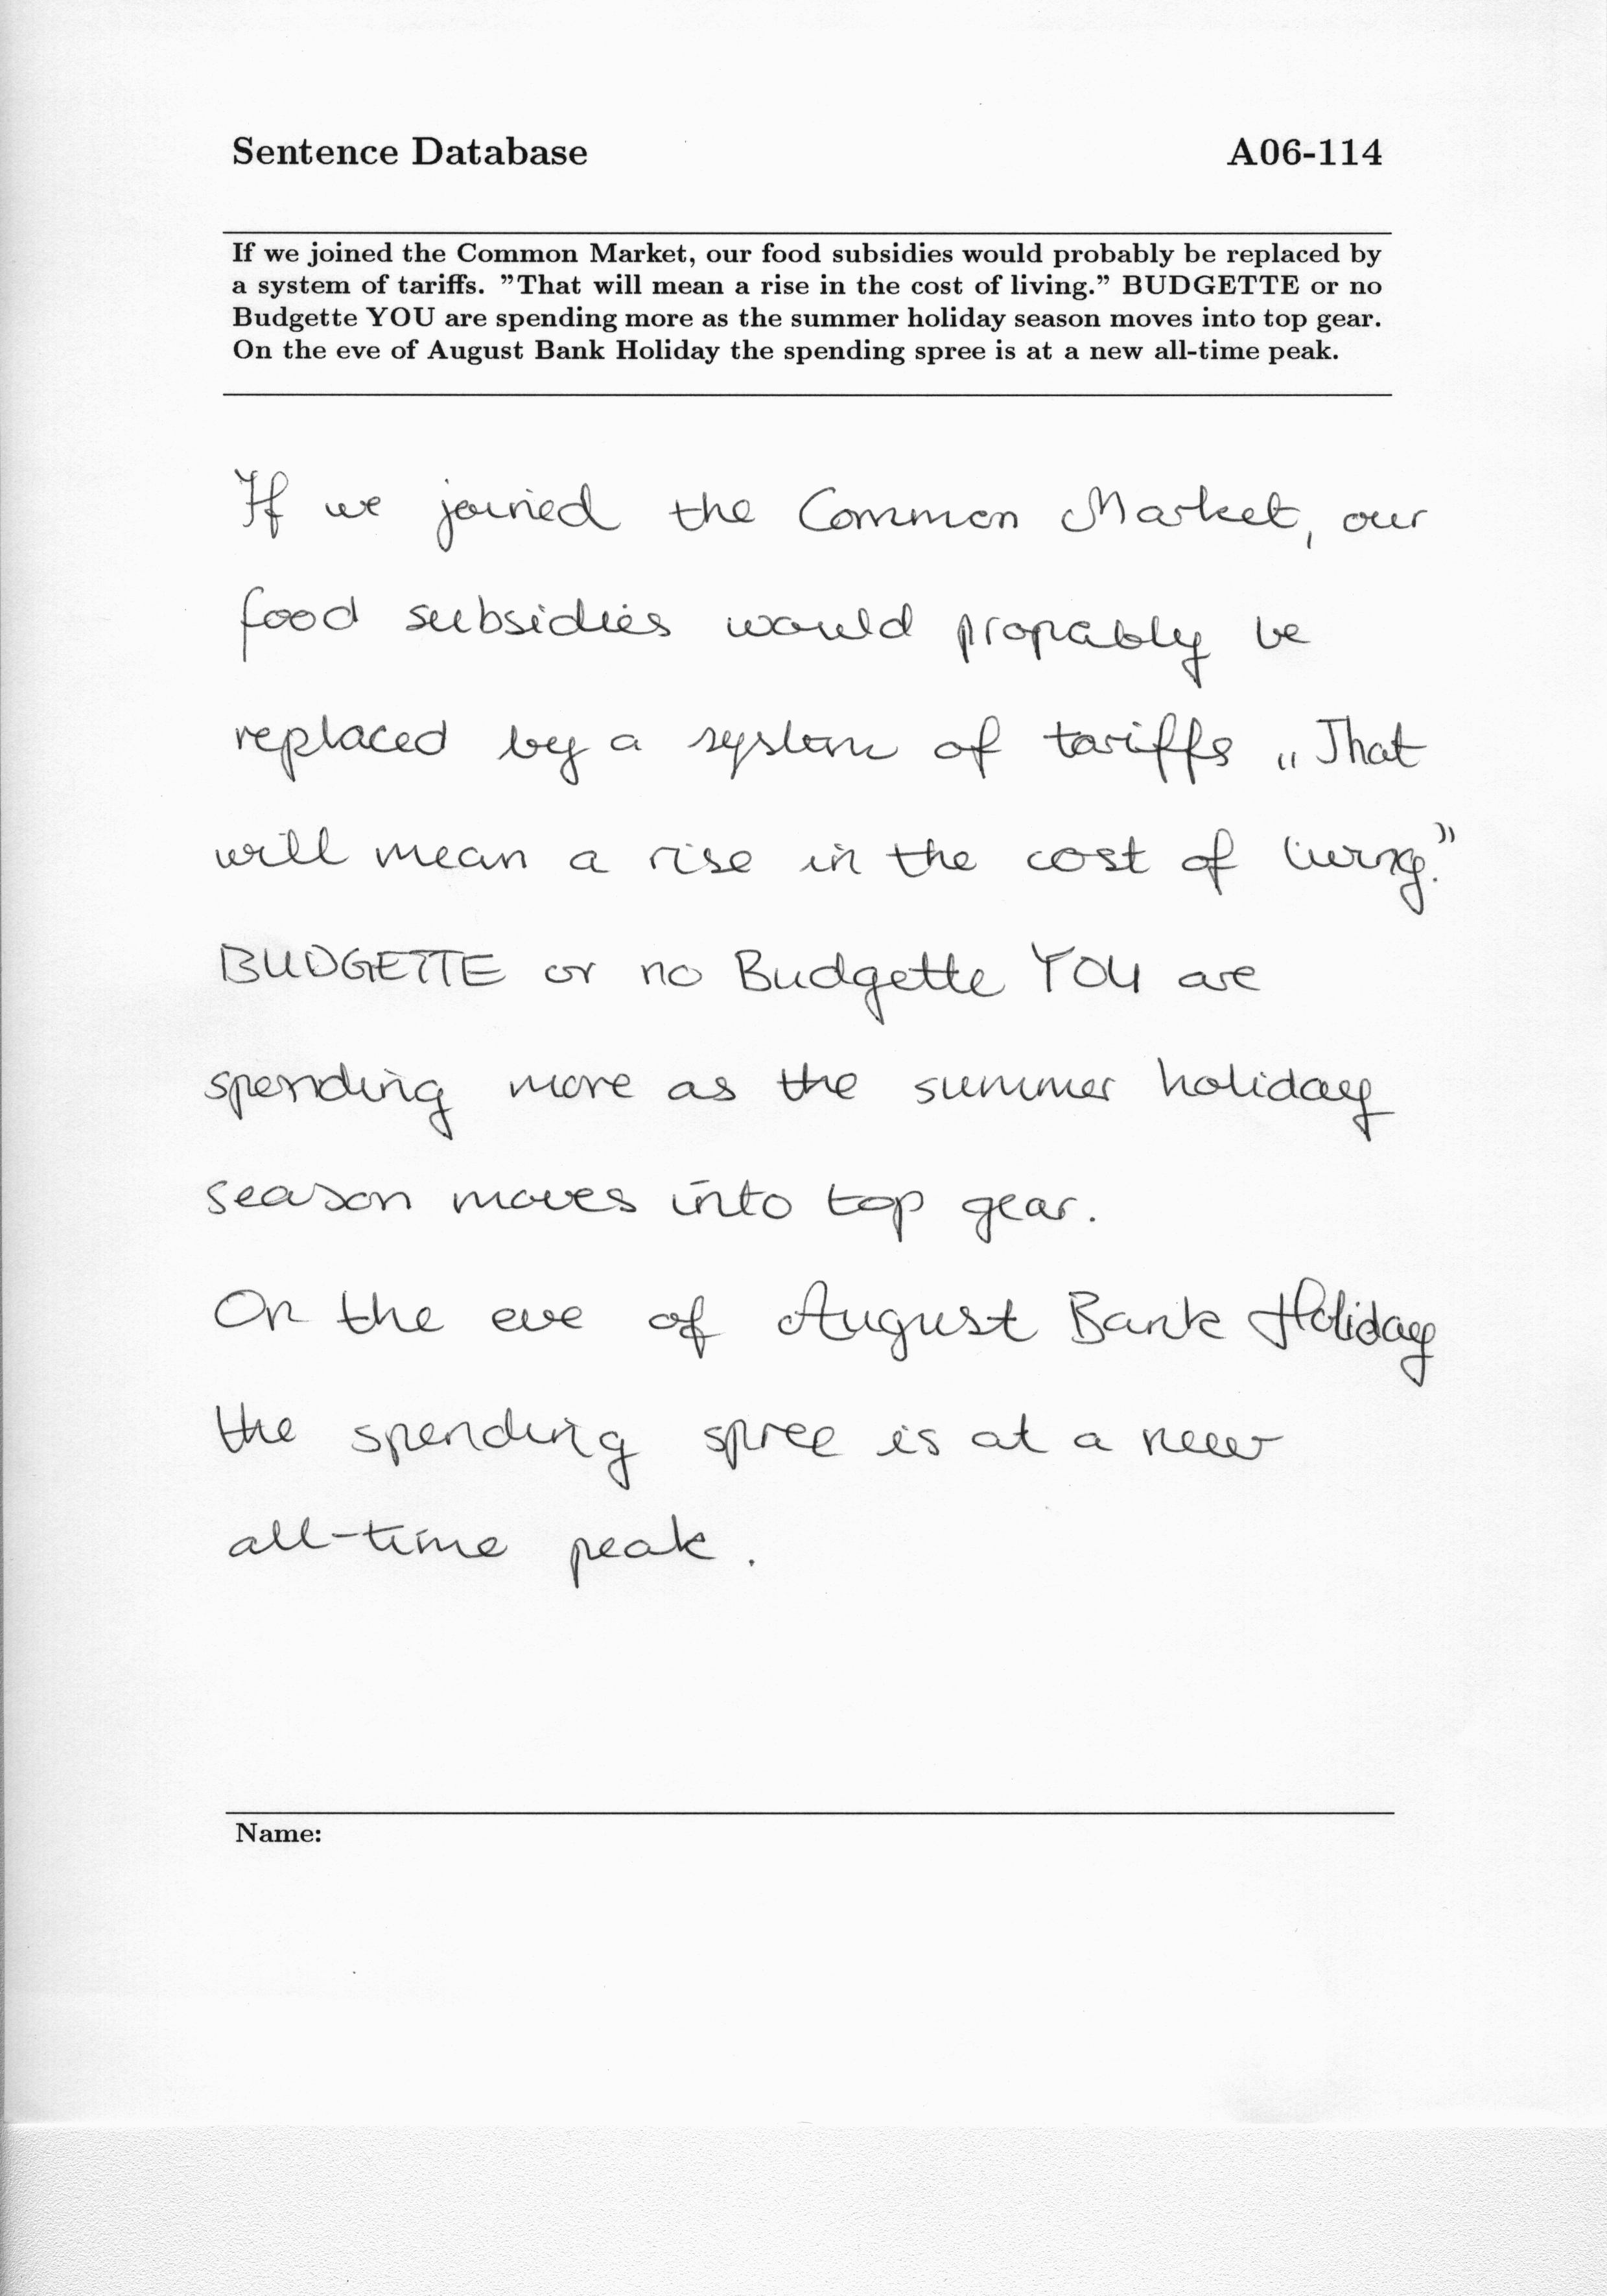 Sentence Database A06-114
If we joined the Common Market, our food subsidies would probably be replaced by
a system of tariffs. ”That will mean a rise in the cost of living.” BUDGETTE or no
Budgette YOU are spending more as the summer holiday season moves into top gear.
On the eve of August Bank Holiday the spending spree is at a new all-time peak.
If we joined the Common Market, our
food subsidies would propably be
replaced by a system of tariffs „That
will mean a rise in the cost of living.”
BUDGETTE or no Budgette YOU are
spending more as the summer holiday
season moves into top gear.
On the eve of August Bank Holiday
the spending spree is at a new
all-time peak.
Name: